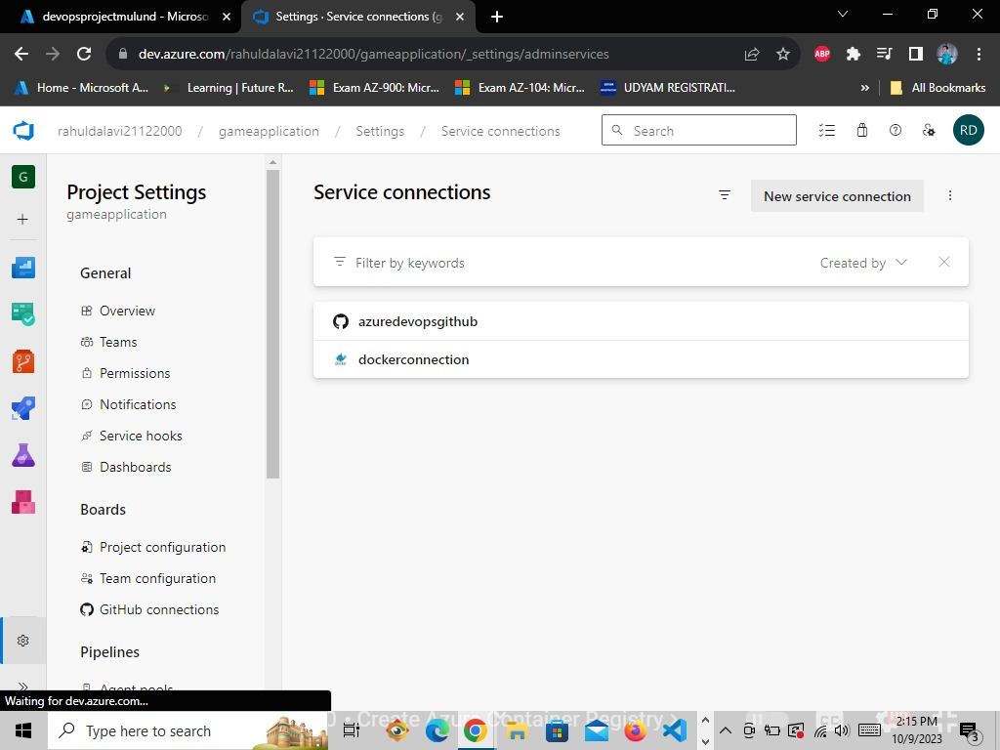 devopsprojectmulund - Microso
Settings · Service connections (g
dev.azure.com/rahuldalavi21122000/gameapplication/_settings/adminservices
ABP
Home - Microsoft A...
Learning | Future R...
Exam AZ-900: Micr...
Exam AZ-104: Micr...
UDYAM REGISTRATI...
»
All Bookmarks
rahuldalavi21122000 / gameapplication / Settings / Service connections
Search
RD
G
Project Settings
gameapplication
General
Overview
Teams
Permissions
Notifications
Service hooks
Dashboards
Boards
Project configuration
Team configuration
GitHub connections
Pipelines
Agent pools
Service connections
New service connection
Filter by keywords
Created by
azuredevopsgithub
dockerconnection
Waiting for dev.azure.com...
Type here to search
Create Azure Container Registry
CC
2:15 PM
10/9/2023
3